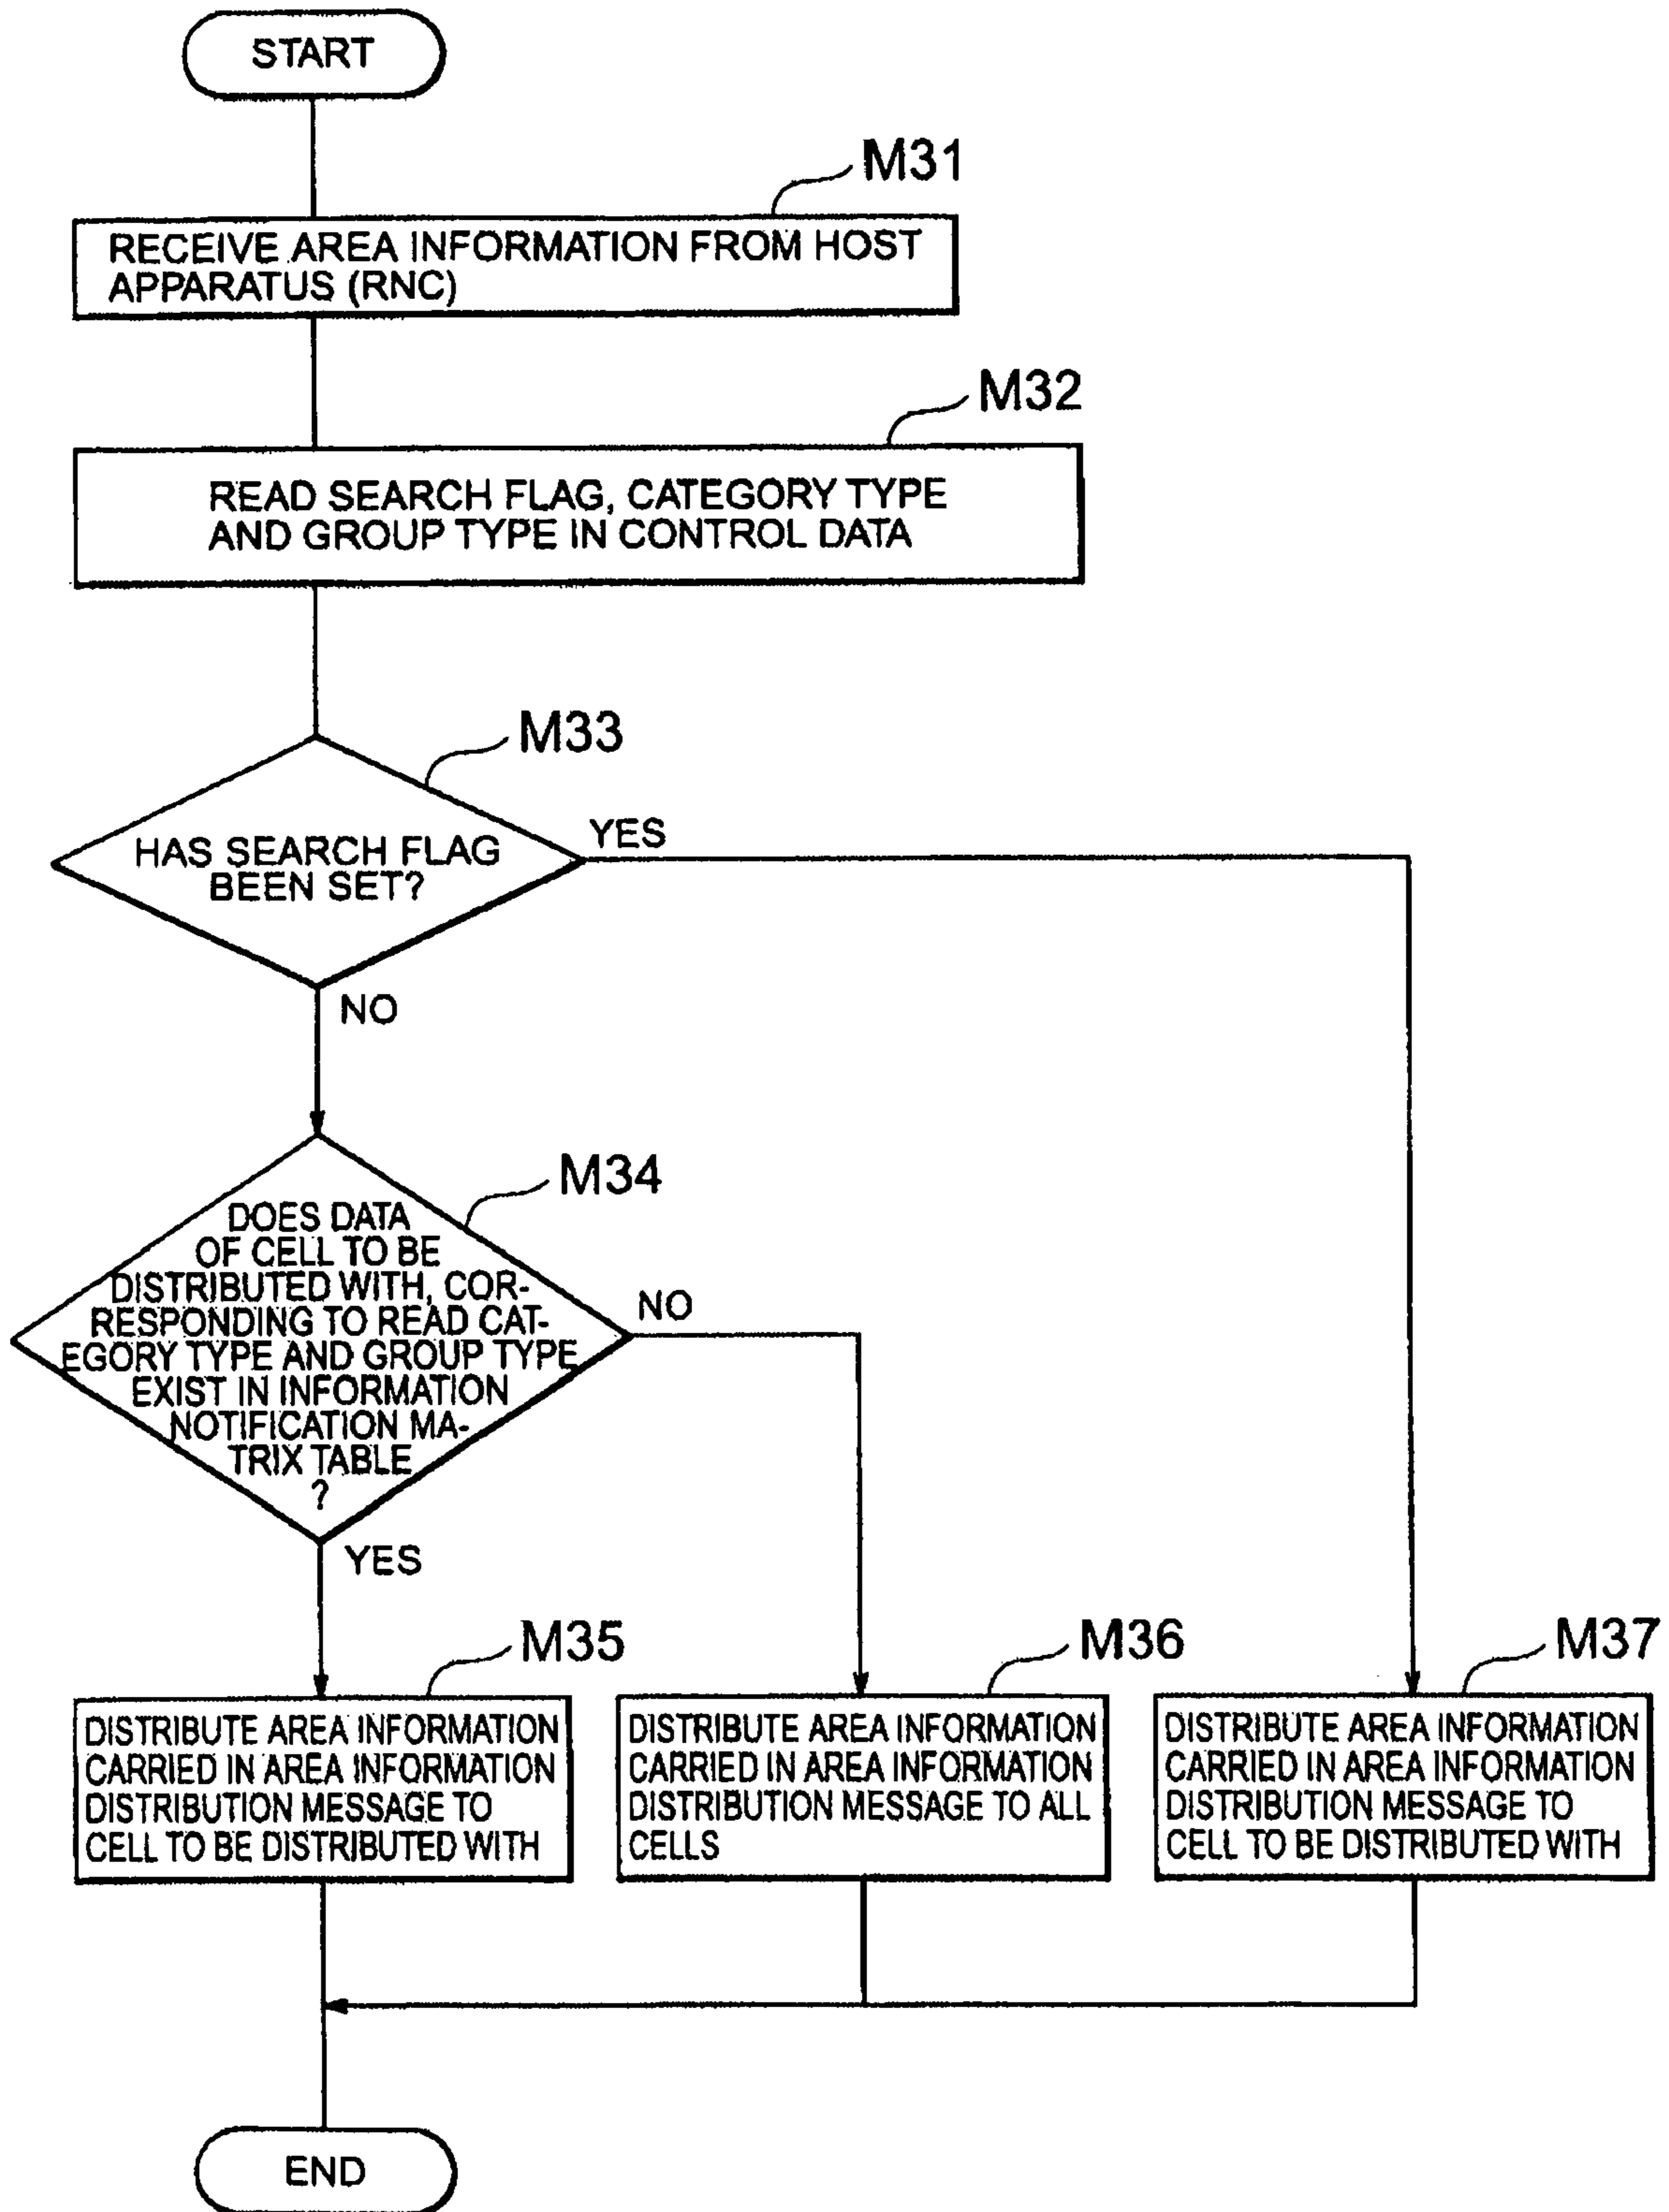 START
M31
RECEIVE AREA INFORMATION FROM HOST
APPARATUS (RNC)
M32
READ SEARCH FLAG, CATEGORY TYPE
AND GROUP TYPE IN CONTROL DATA
M33
HAS SEARCH FLAG
BEEN SET?
YES
NO
M34
DOES DATA
OF CELL TO BE
DISTRIBUTED WITH, COR-
RESPONDING TO READ CAT-
EGORY TYPE AND GROUP TYPE
EXIST IN INFORMATION
NOTIFICATION MA-
TRIX TABLE
?
NO
YES
M35
DISTRIBUTE AREA INFORMATION
CARRIED IN AREA INFORMATION
DISTRIBUTION MESSAGE TO
CELL TO BE DISTRIBUTED WITH
M36
DISTRIBUTE AREA INFORMATION
CARRIED IN AREA INFORMATION
DISTRIBUTION MESSAGE TO ALL
CELLS
M37
DISTRIBUTE AREA INFORMATION
CARRIED IN AREA INFORMATION
DISTRIBUTION MESSAGE TO
CELL TO BE DISTRIBUTED WITH
END